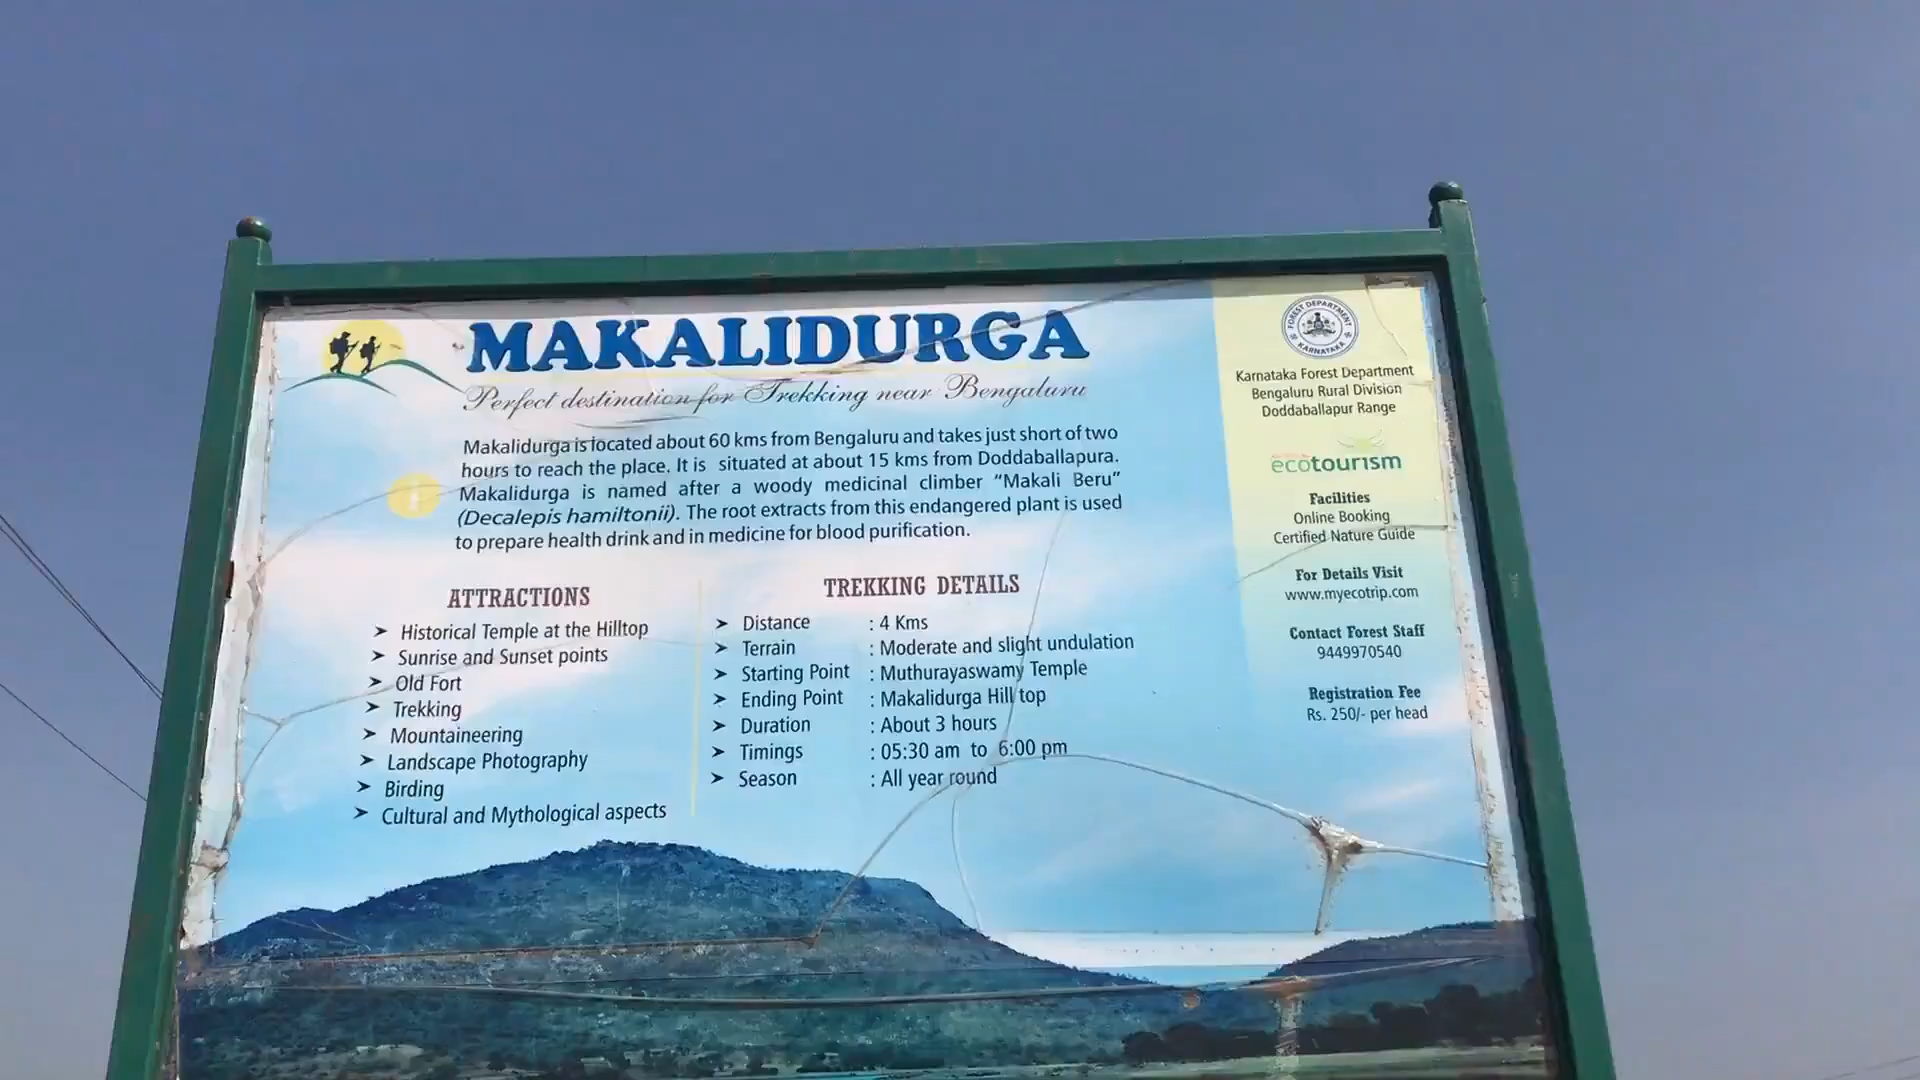 MAKALIDURGA
Perfect destination for Trekking near Bengaluru
Makalidurga is located about 60 kms from Bengaluru and takes just short of two
hours to reach the place. It is situated at about 15 kms from Doddaballapura.
Makalidurga is named after a woody medicinal climber “Makali Beru”
(Decalepis hamiltonii). The root extracts from this endangered plant is used
to prepare health drink and in medicine for blood purification.
ATTRACTIONS
➤ Historical Temple at the Hilltop
➤ Sunrise and Sunset points
➤ Old Fort
➤ Trekking
➤ Mountaineering
➤ Landscape Photography
➤ Birding
➤ Cultural and Mythological aspects
TREKKING DETAILS
➤ Distance : 4 Kms
➤ Terrain : Moderate and slight undulation
➤ Starting Point : Muthurayaswamy Temple
➤ Ending Point : Makalidurga Hill top
➤ Duration : About 3 hours
➤ Timings : 05:30 am to 6:00 pm
➤ Season : All year round
FOREST DEPARTMENT
KARNATAKA
Karnataka Forest Department
Bengaluru Rural Division
Doddaballapur Range
ecotourism
Facilities
Online Booking
Certified Nature Guide
For Details Visit
www.myecotrip.com
Contact Forest Staff
9449970540
Registration Fee
Rs. 250/- per head